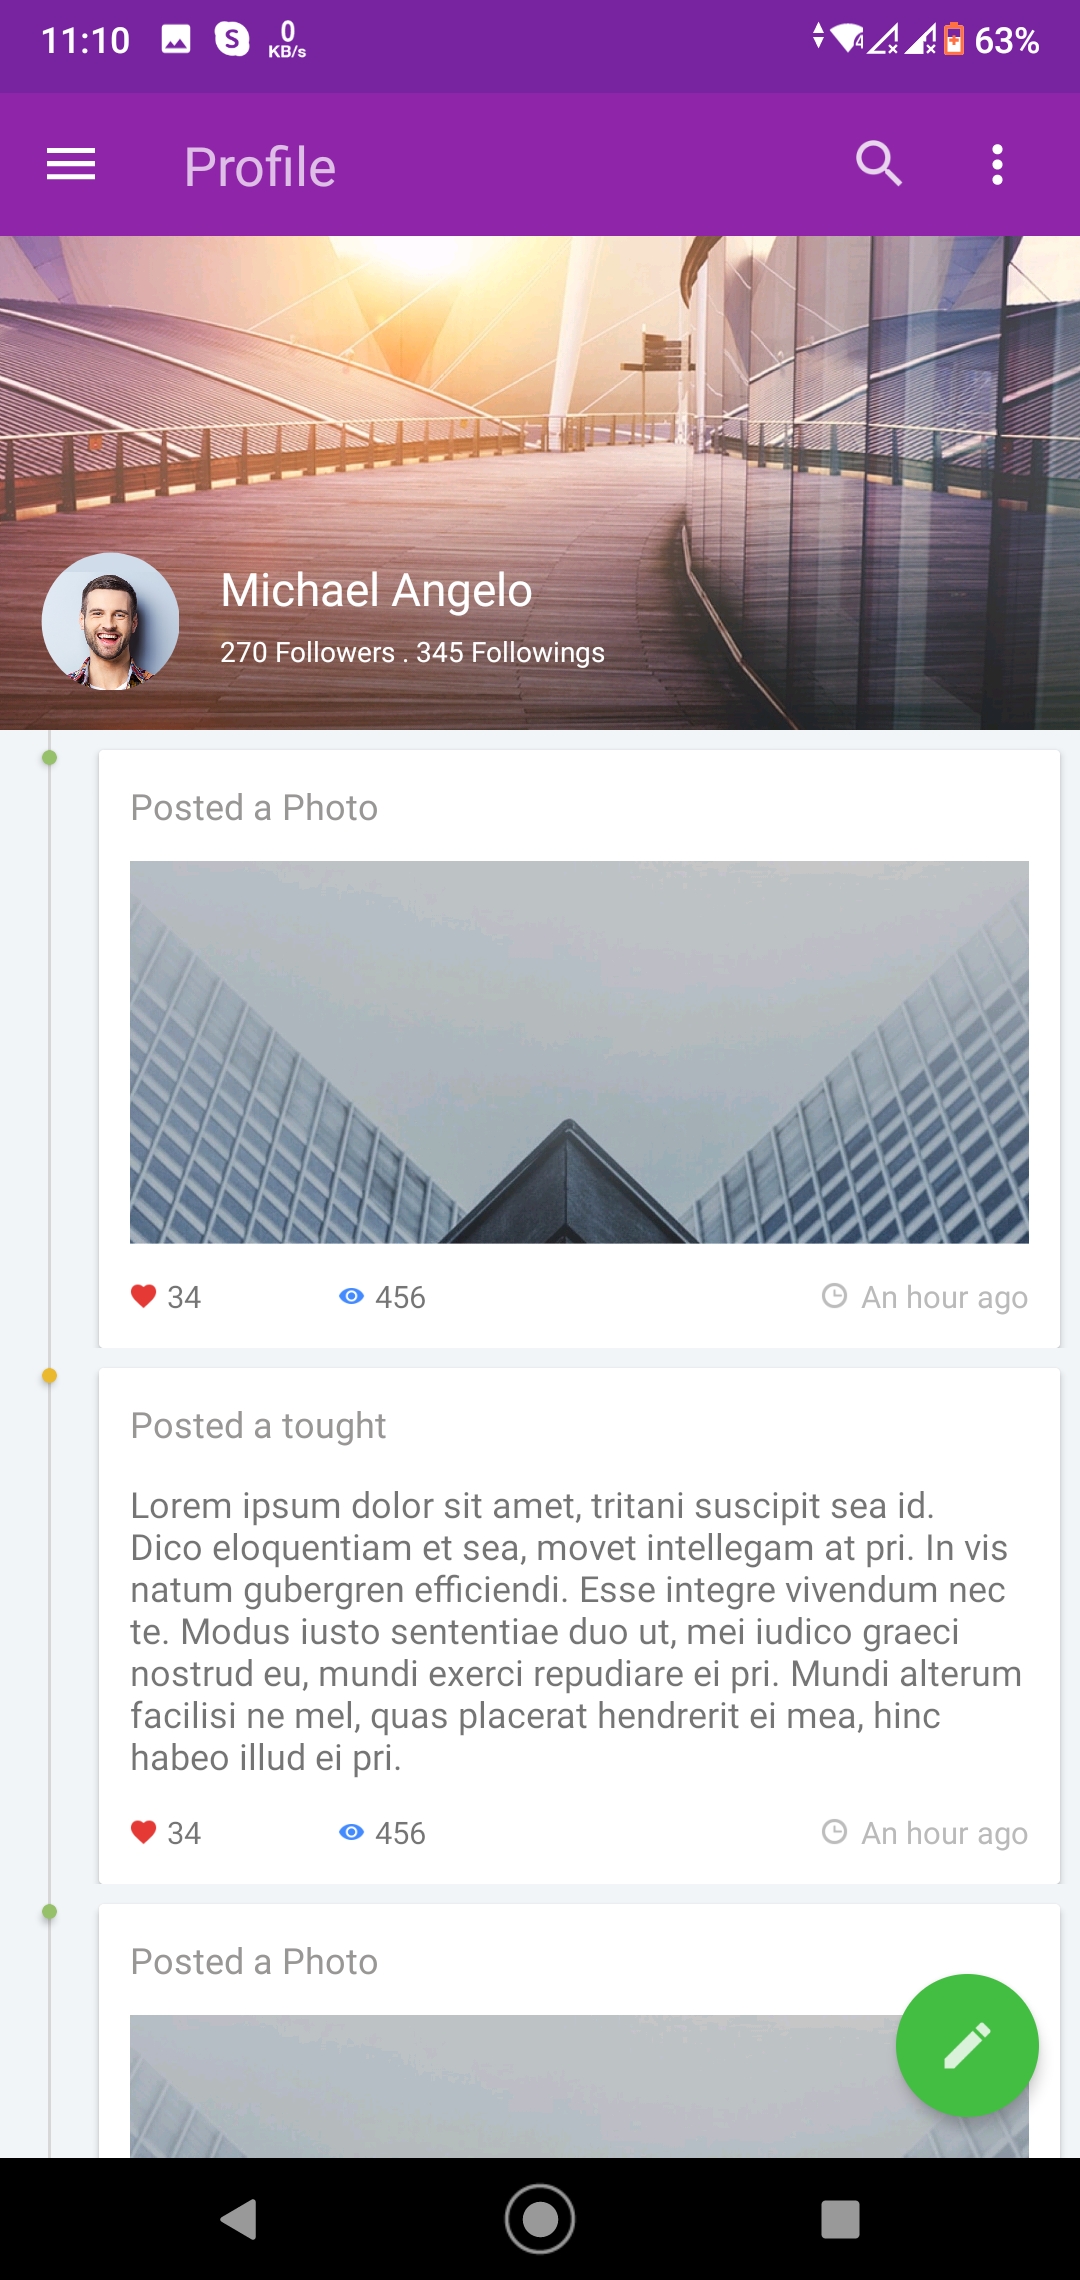 11:10 0 KB/s 4 63%
Profile
Michael Angelo
270 Followers . 345 Followings
Posted a Photo
34 456 An hour ago
Posted a tought
Lorem ipsum dolor sit amet, tritani suscipit sea id.
Dico eloquentiam et sea, movet intellegam at pri. In vis
natum gubergren efficiendi. Esse integre vivendum nec
te. Modus iusto sententiae duo ut, mei iudico graeci
nostrud eu, mundi exerci repudiare ei pri. Mundi alterum
facilisi ne mel, quas placerat hendrerit ei mea, hinc
habeo illud ei pri.
34 456 An hour ago
Posted a Photo